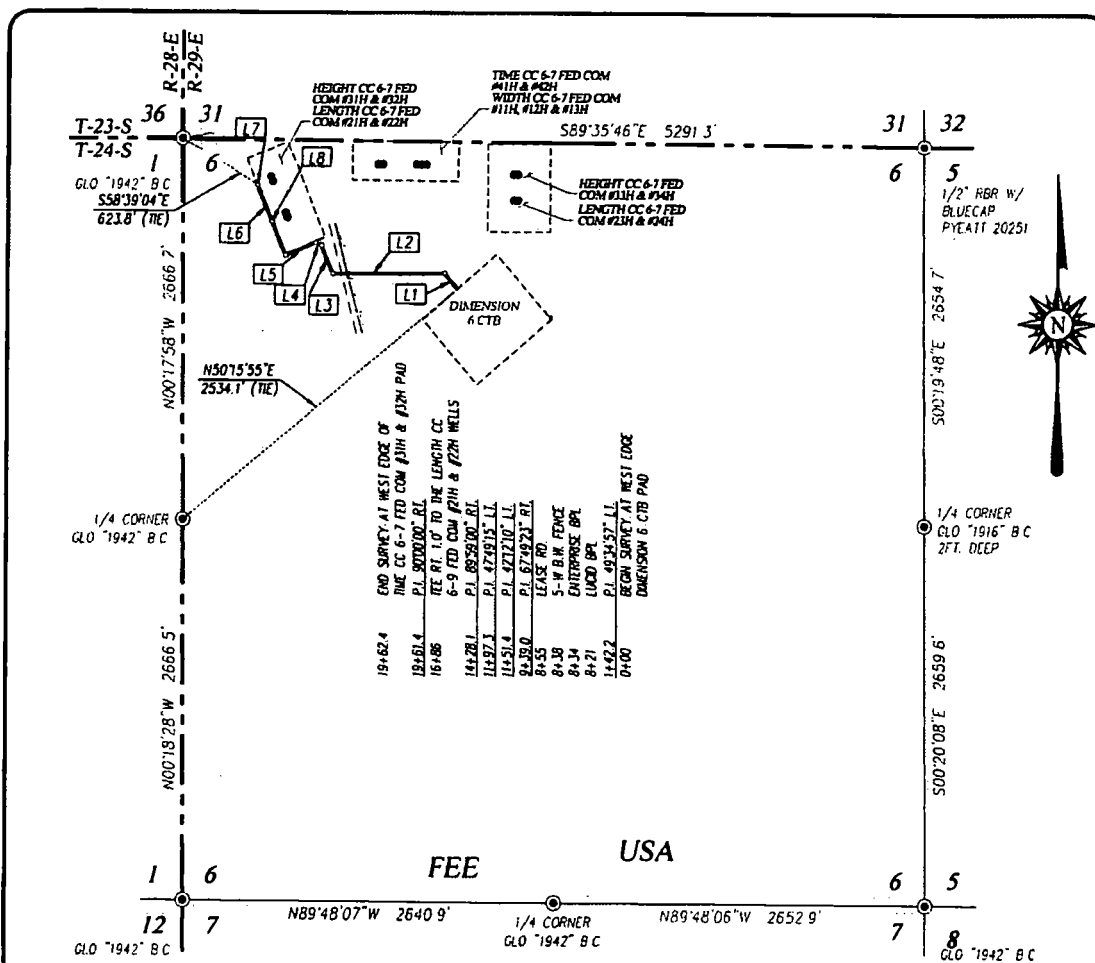 R-28-E
R-29-E
T-23-S
T-24-S
36
31
1
6
GLO "1942" B C
S58°39'04"E
623.8' (TIE)
L7
L8
L6
L5
L4
L3
L2
L1
HEIGHT CC 6-7 FED
COM #31H & #32H
LENGTH CC 6-7 FED
COM #21H & #22H
TIME CC 6-7 FED COM
#41H & #42H
WIDTH CC 6-7 FED COM
#11H, #12H & #13H
S89°35'46"E 5291 3'
HEIGHT CC 6-7 FED
COM #33H & #34H
LENGTH CC 6-7 FED
COM #23H & #24H
31
32
6
5
1/2" RBR W/
BLUECAP
PYEATT 20251
N
DIMENSION
6 CTB
N00°17'58"W 2666 7'
N50°15'55"E
2534.1' (TIE)
S00°19'48"E 2654 7'
1/4 CORNER
GLO "1942" B C
1/4 CORNER
GLO "1916" B C
2FT. DEEP
19+62.4 END SURVEY AT WEST EDGE OF
TIME CC 6-7 FED COM #31H & #32H PAD
19+61.4 P.I. 90°00'00" RT.
16+86 TEE RT. 1.0' TO THE LENGTH CC
6-9 FED COM #21H & #22H WELLS
14+28.1 P.I. 89°59'00" RT.
11+97.3 P.I. 47°49'15" LT.
11+51.4 P.I. 42°12'10" LT.
9+39.0 P.I. 67°49'23" RT.
8+55 LEASE RD.
8+38 5-W B.W. FENCE
8+34 ENTERPRISE BPL
8+21 LUCID BPL
1+42.2 P.I. 49°34'57" LT.
0+00 BEGIN SURVEY AT WEST EDGE
DIMENSION 6 CTB PAD
N00°18'28"W 2666 5'
S00°20'08"E 2659 6'
FEE
USA
1
6
12
7
GLO "1942" B C
N89°48'07"W 2640 9'
1/4 CORNER
GLO "1942" B C
N89°48'06"W 2652 9'
6
5
7
8
GLO "1942" B C